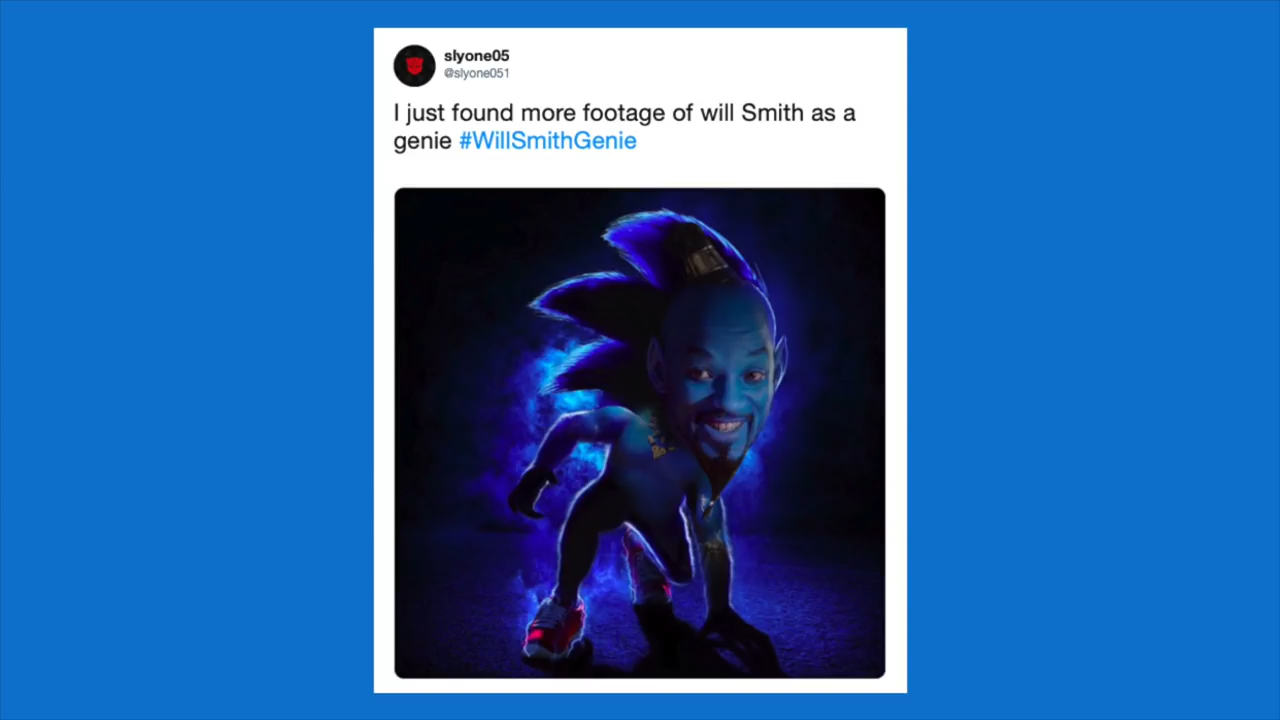 slyone05
@slyone051
I just found more footage of will Smith as a
genie #WillSmithGenie